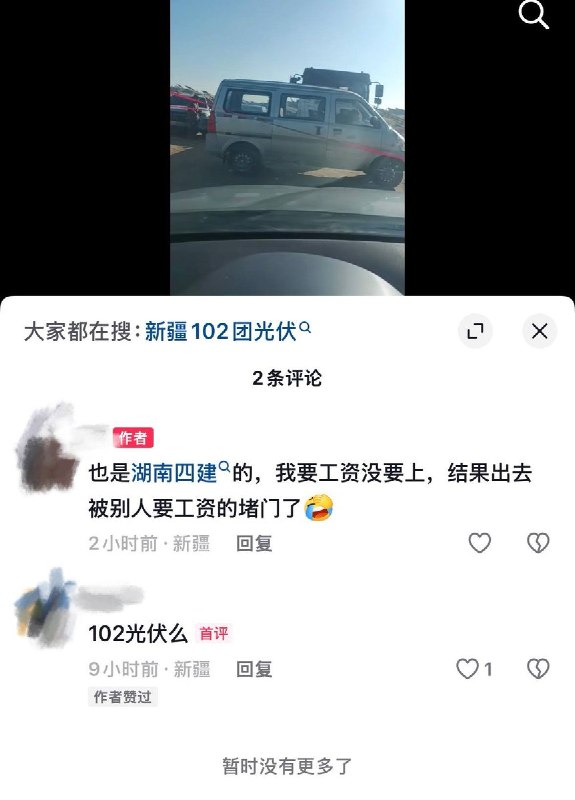 大家都在搜：新疆102团光伏
2条评论
作者
也是湖南四建的，我要工资没要上，结果出去
被别人要工资的堵门了
2小时前·新疆 回复
102光伏么 首评
9小时前·新疆 回复 1
作者赞过
暂时没有更多了